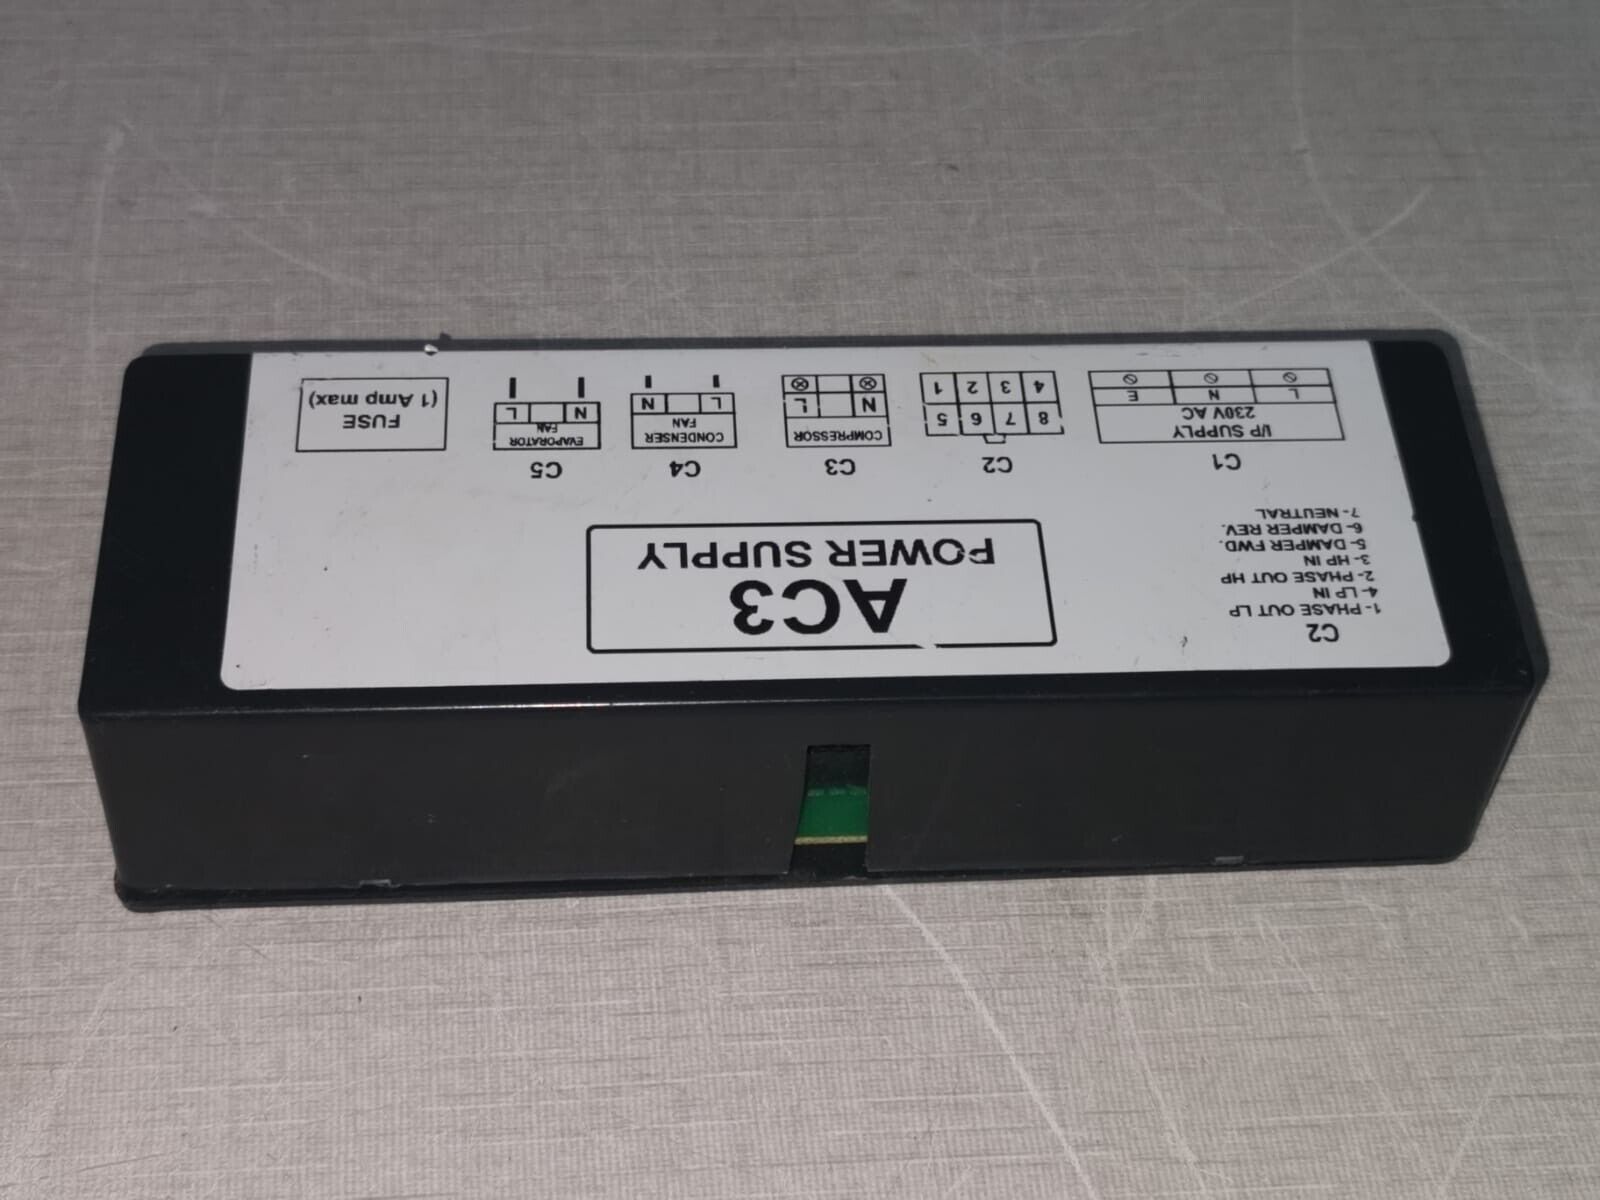 C2
1- PHASE OUT LP
4- LP IN
2- PHASE OUT HP
3- HP IN
5- DAMPER FWD.
6- DAMPER REV.
7- NEUTRAL
AC3
POWER SUPPLY
C1
I/P SUPPLY
230V AC
L N E
C2
8 7 6 5
4 3 2 1
C3
COMPRESSOR
N L
C4
CONDENSER
FAN
L N
C5
EVAPORATOR
FAN
N L
FUSE
(1 Amp max)